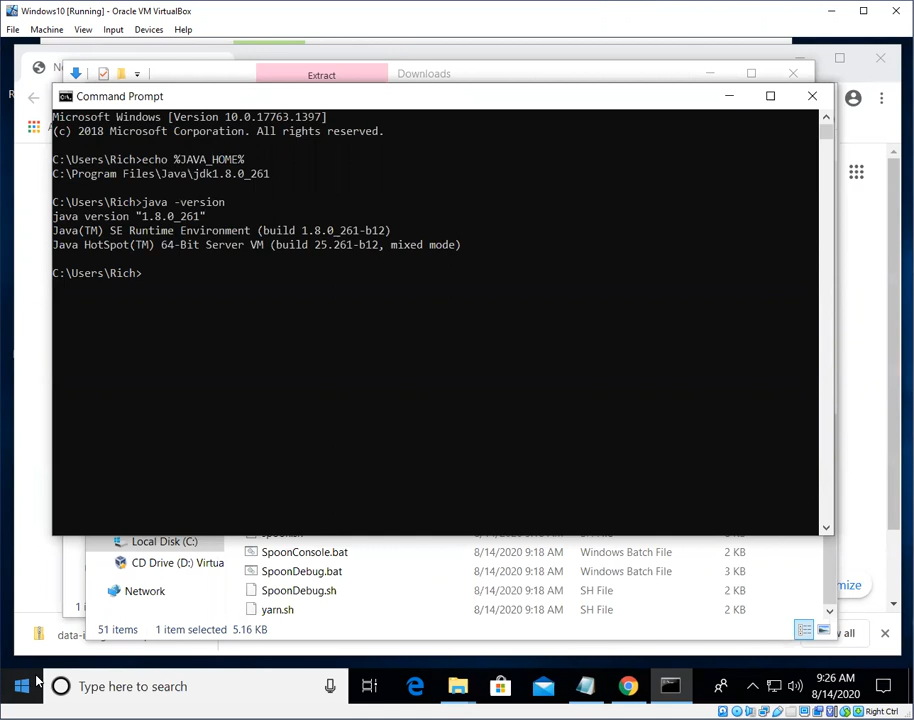 Windows10 [Running] - Oracle VM VirtualBox
File Machine View Input Devices Help
Extract
Downloads
Command Prompt
Microsoft Windows [Version 10.0.17763.1397]
(c) 2018 Microsoft Corporation. All rights reserved.
C:\Users\Rich>echo %JAVA_HOME%
C:\Program Files\Java\jdk1.8.0_261
C:\Users\Rich>java -version
java version "1.8.0_261"
Java(TM) SE Runtime Environment (build 1.8.0_261-b12)
Java HotSpot(TM) 64-Bit Server VM (build 25.261-b12, mixed mode)
C:\Users\Rich>
Local Disk (C:)
SpoonConsole.bat 8/14/2020 9:18 AM Windows Batch File 2 KB
CD Drive (D:) Virtua
SpoonDebug.bat 8/14/2020 9:18 AM Windows Batch File 3 KB
Network
SpoonDebug.sh 8/14/2020 9:18 AM SH File 2 KB
yarn.sh 8/14/2020 9:18 AM SH File 2 KB
51 items 1 item selected 5.16 KB
Type here to search
9:26 AM
8/14/2020
Right Ctrl